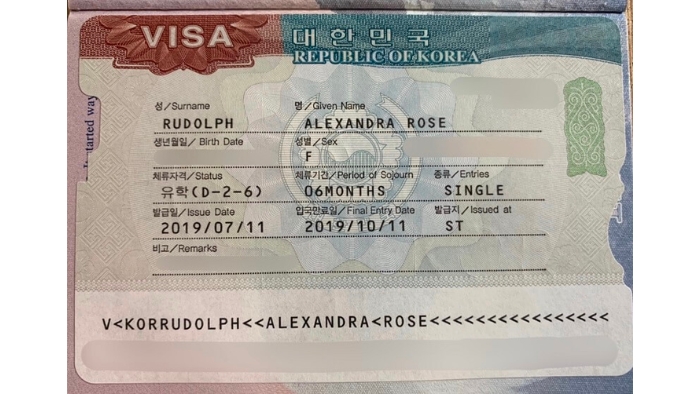 VISA 대한민국
REPUBLIC OF KOREA
성/Surname 명/Given Name
RUDOLPH ALEXANDRA ROSE
생년월일/ Birth Date 성별/Sex
F
체류자격/Status 체류기간/Period of Sojourn 종류/Entries
유학(D-2-6) 06MONTHS SINGLE
발급일/Issue Date 입국만료일/Final Entry Date 발급지/Issued at
2019/07/11 2019/10/11 ST
비고/Remarks
V<KORRUDOLPH<<ALEXANDRA<ROSE<<<<<<<<<<<<<<<<<
started way